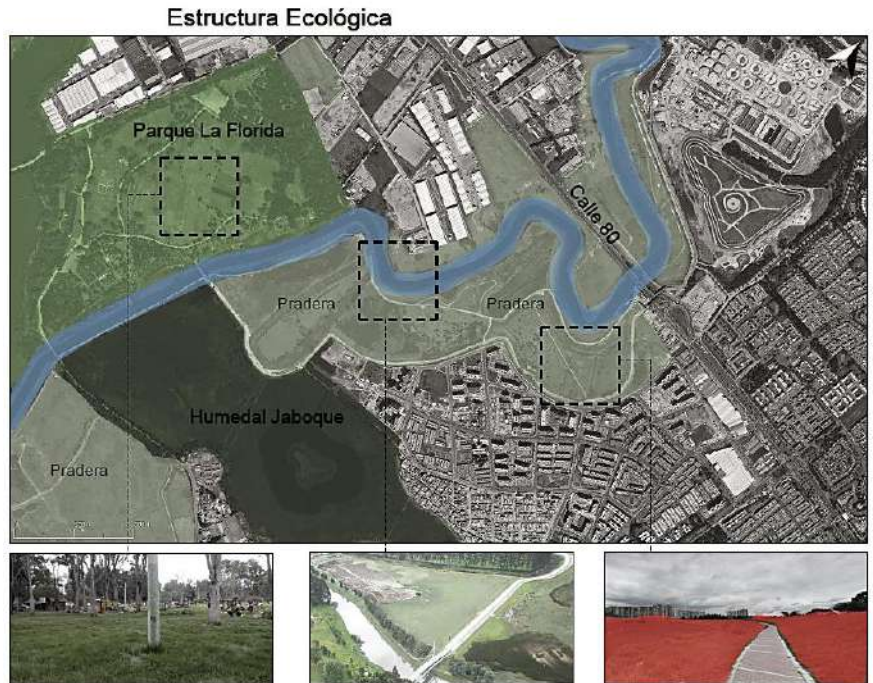 Estructura Ecológica
Parque La Florida
Calle 80
Pradera
Pradera
Humedal Jaboque
Pradera